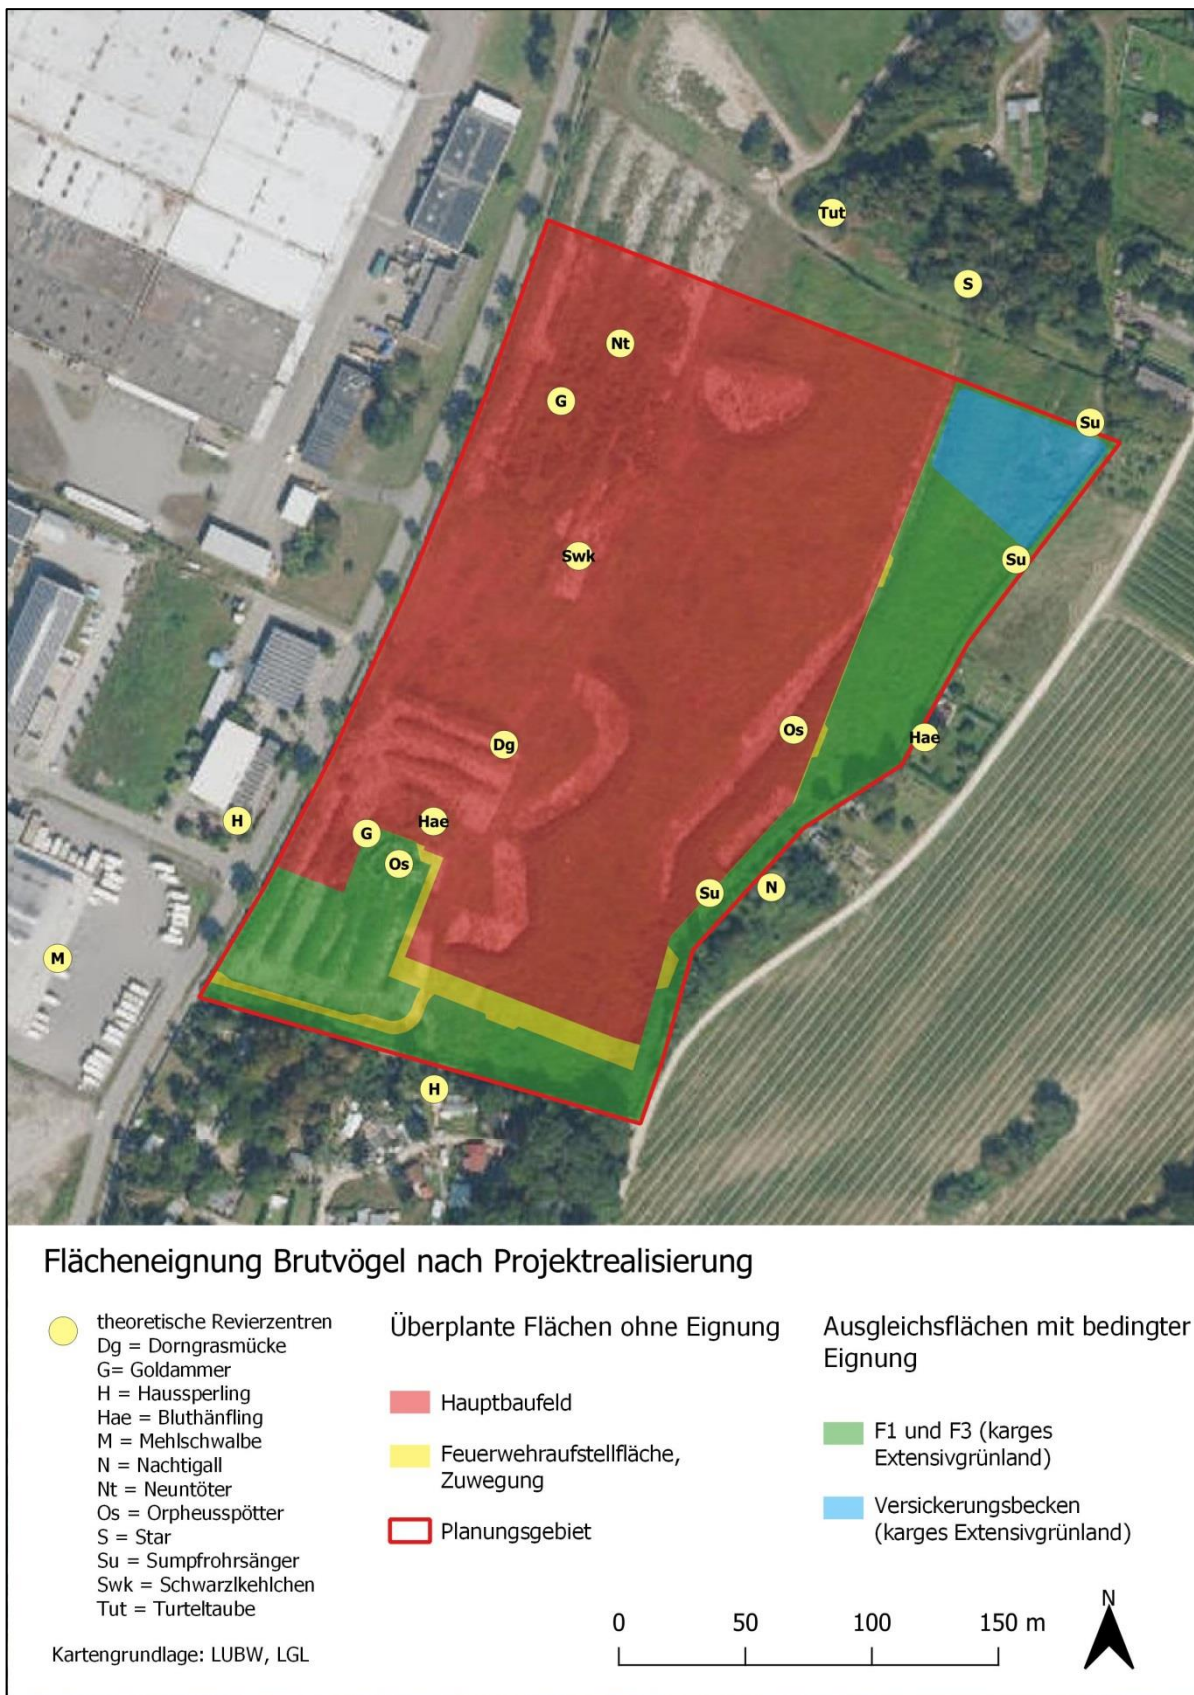 Tut
S
Nt
G
Su
Swk
Su
Os
Hae
Dg
H
Hae
G
Os
Su
N
M
H
Flächeneignung Brutvögel nach Projektrealisierung
theoretische Revierzentren
Dg = Dorngrasmücke
G= Goldammer
H = Haussperling
Hae = Bluthänfling
M = Mehlschwalbe
N = Nachtigall
Nt = Neuntöter
Os = Orpheusspötter
S = Star
Su = Sumpfrohrsänger
Swk = Schwarzlkehlchen
Tut = Turteltaube
Kartengrundlage: LUBW, LGL
Überplante Flächen ohne Eignung
Hauptbaufeld
Feuerwehraufstellfläche,
Zuwegung
Planungsgebiet
Ausgleichsflächen mit bedingter
Eignung
F1 und F3 (karges
Extensivgrünland)
Versickerungsbecken
(karges Extensivgrünland)
0 50 100 150 m
N